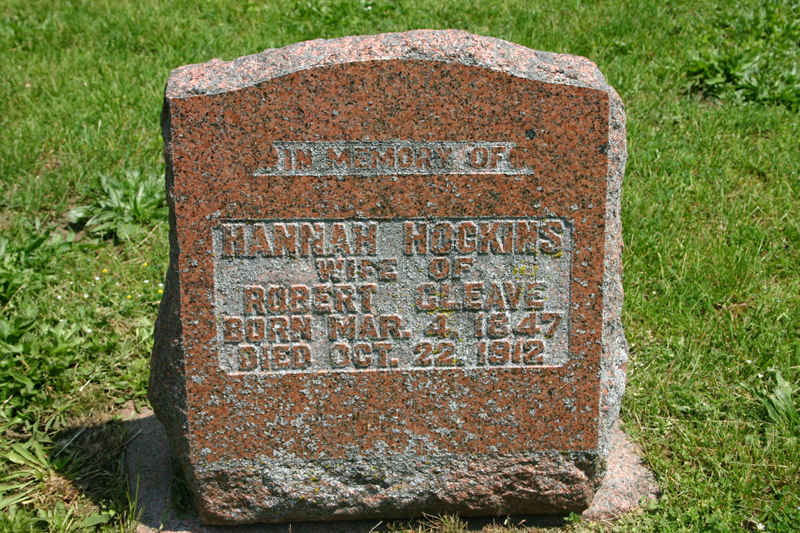 IN MEMORY OF
HANNAH HOCKINS
WIFE OF
ROBERT CLEAVE
BORN MAR. 4. 1847
DIED OCT. 22. 1912